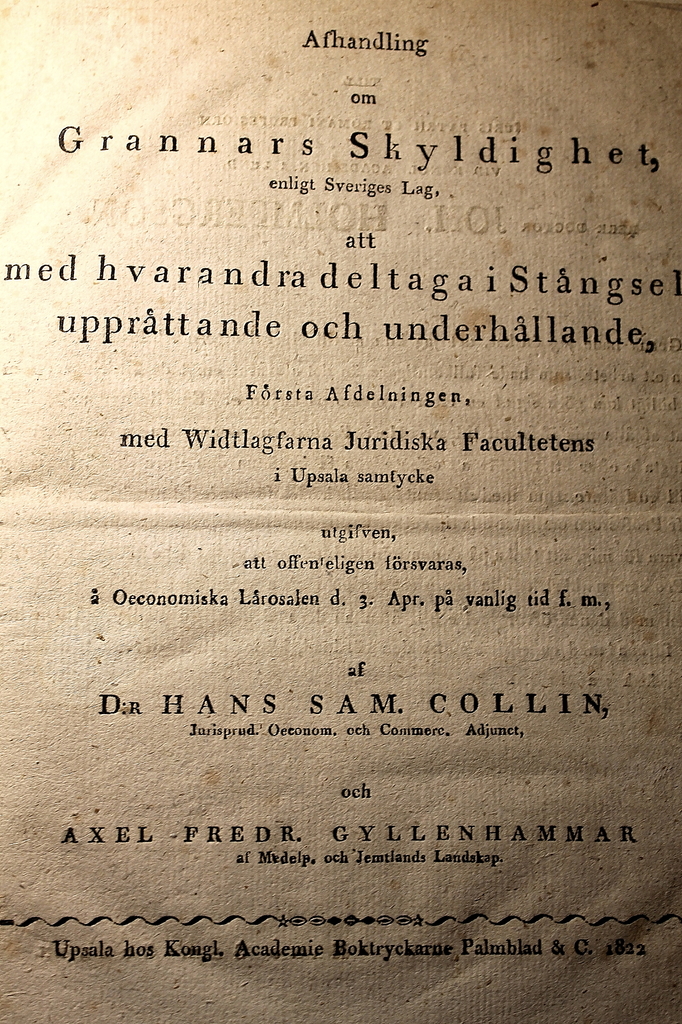 Afhandling
om
Grannars Skyldighet,
enligt Sveriges Lag,
att
med hvarandra deltaga i Stångsel
uppråttande och underhållande,
Fórsta Afdelningen,
med Widtlagfarna Juridiska Facultetens
i Upsala samtycke
utgifven,
att offenteligen försvaras,
å Oeconomiska Lårosalen d. 3. Apr. på vanlig tid f. m.,
af
D:R HANS SAM. COLLIN,
Jurisprud. Oeconom. och Commerc. Adjunct,
och
AXEL FREDR. GYLLENHAMMAR
af Medelp. och Jemtlands Landskap.
Upsala hos Kongl. Academie Boktryckarne Palmblad & C. 1822